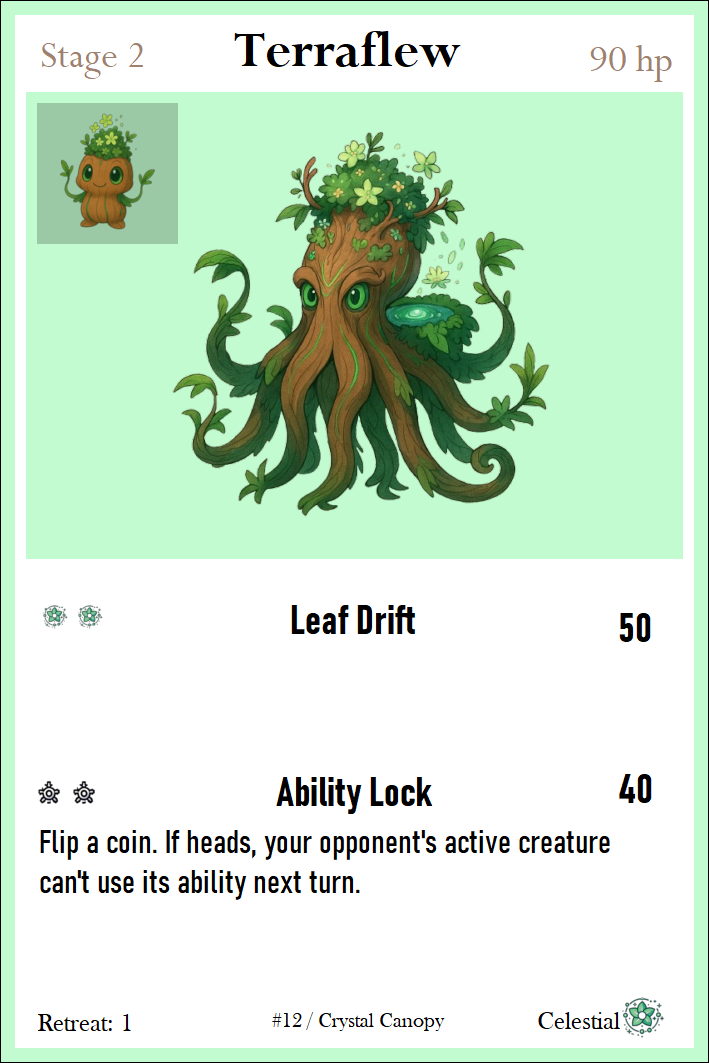 Stage 2
Terraflew
90 hp
Leaf Drift
50
Ability Lock
40
Flip a coin. If heads, your opponent's active creature
can't use its ability next turn.
Retreat: 1
#12 / Crystal Canopy
Celestial